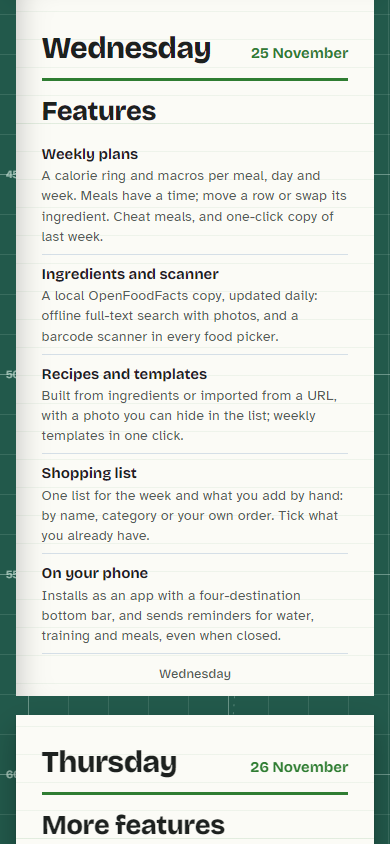 Wednesday
25 November
Features
Weekly plans
A calorie ring and macros per meal, day and
week. Meals have a time; move a row or swap its
ingredient. Cheat meals, and one-click copy of
last week.
45
Ingredients and scanner
A local OpenFoodFacts copy, updated daily:
offline full-text search with photos, and a
barcode scanner in every food picker.
Recipes and templates
50
Built from ingredients or imported from a URL,
with a photo you can hide in the list; weekly
templates in one click.
Shopping list
One list for the week and what you add by hand:
by name, category or your own order. Tick what
you already have.
On your phone
55
Installs as an app with a four-destination
bottom bar, and sends reminders for water,
training and meals, even when closed.
Wednesday
Thursday
26 November
More features